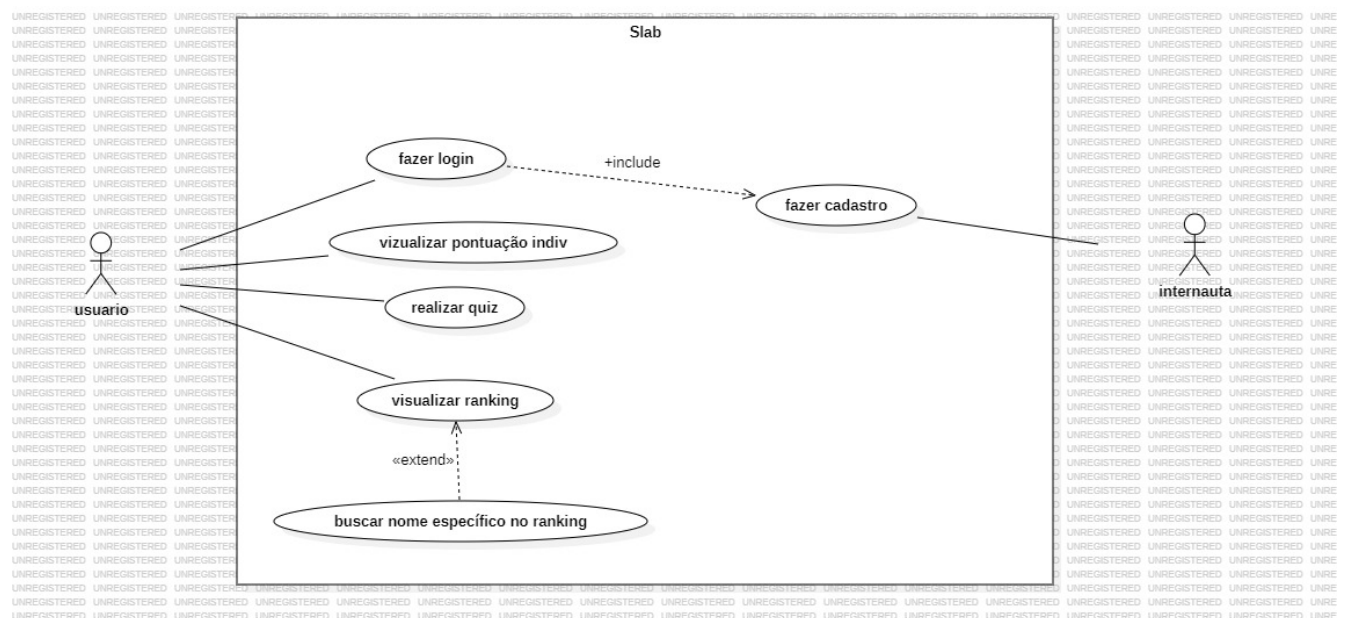 Slab
fazer login
+include
fazer cadastro
vizualizar pontuação indiv
realizar quiz
usuario
internauta
visualizar ranking
«extend»
buscar nome específico no ranking
UNREGISTERED